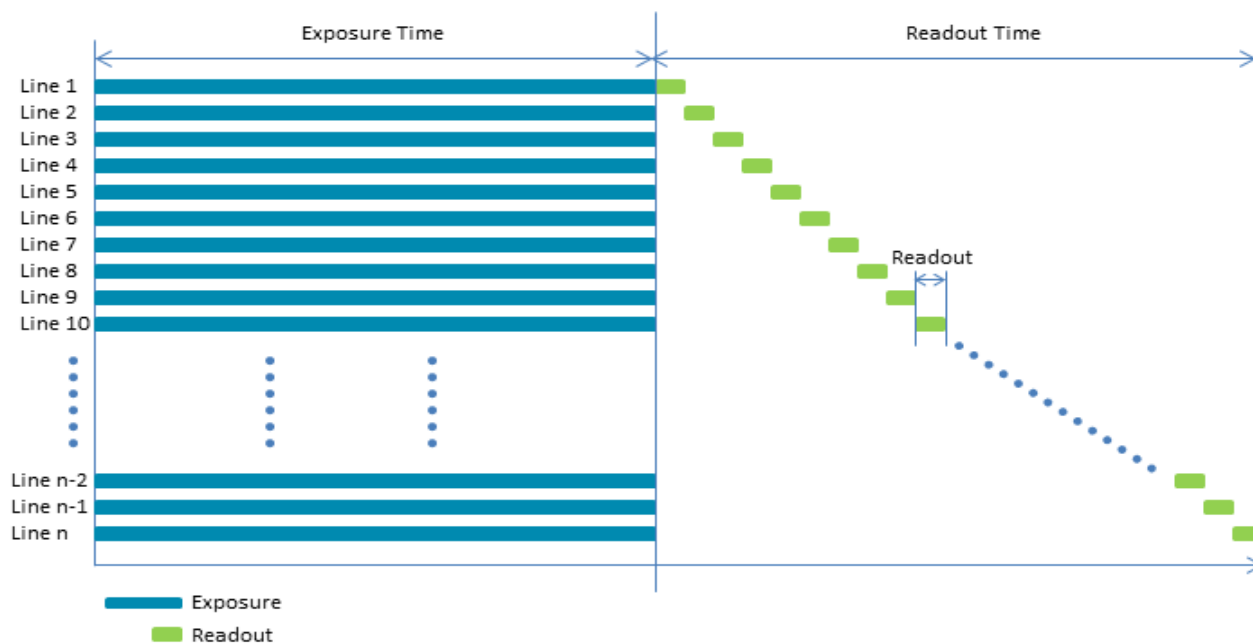 Exposure Time
Readout Time
Line 1
Line 2
Line 3
Line 4
Line 5
Line 6
Line 7
Line 8
Readout
Line 9
Line 10
Line n-2
Line n-1
Line n
Exposure
Readout